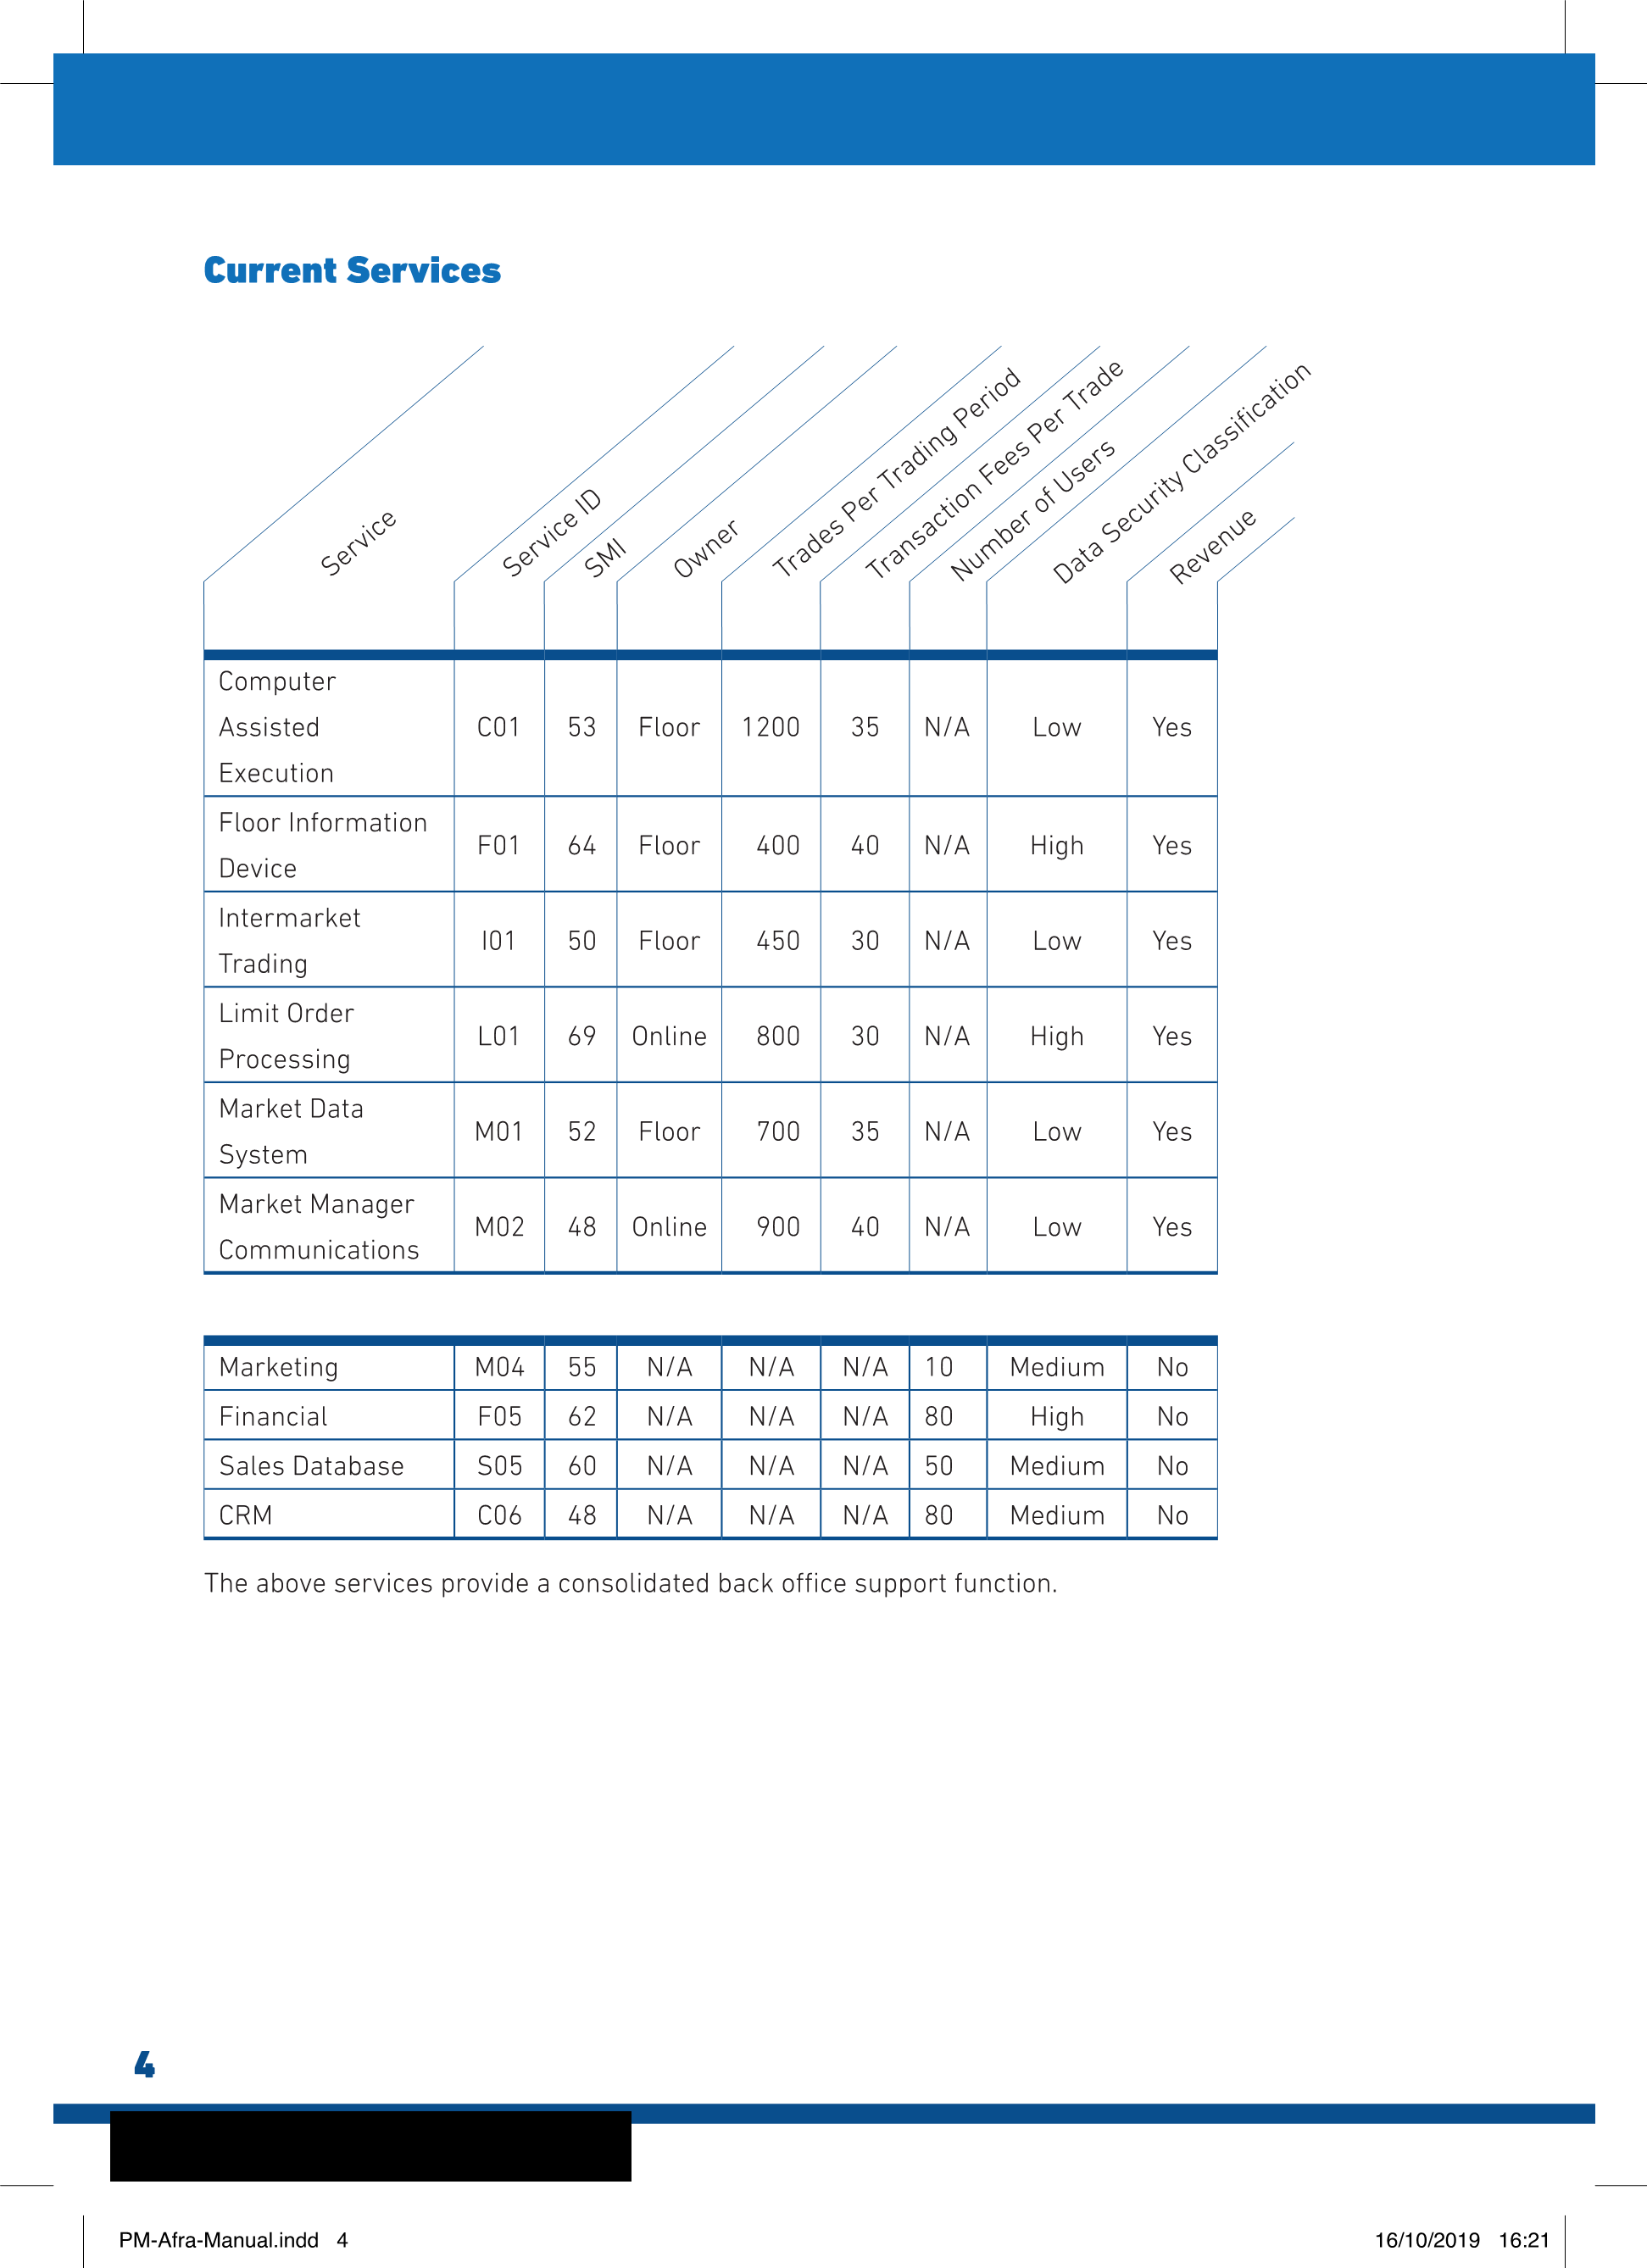 Current Services
Service
Service ID
SMI
Owner
Trades Per Trading Period
Transaction Fees Per Trade
Number of Users
Data Security Classification
Revenue
Computer
Assisted
Execution
C01 53 Floor 1200 35 N/A Low Yes
Floor Information
Device
F01 64 Floor 400 40 N/A High Yes
Intermarket
Trading
I01 50 Floor 450 30 N/A Low Yes
Limit Order
Processing
L01 69 Online 800 30 N/A High Yes
Market Data
System
M01 52 Floor 700 35 N/A Low Yes
Market Manager
Communications
M02 48 Online 900 40 N/A Low Yes
Marketing M04 55 N/A N/A N/A 10 Medium No
Financial F05 62 N/A N/A N/A 80 High No
Sales Database S05 60 N/A N/A N/A 50 Medium No
CRM C06 48 N/A N/A N/A 80 Medium No
The above services provide a consolidated back office support function.
4
PM-Afra-Manual.indd 4 16/10/2019 16:21